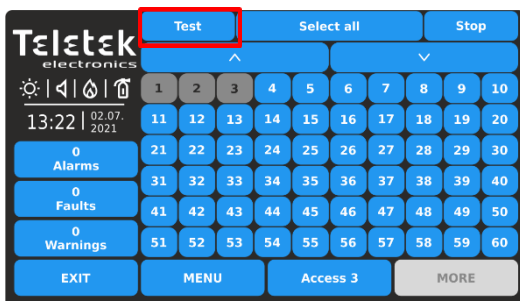 Test Select all Stop
Teletek
electronics
1 2 3 4 5 6 7 8 9 10
13:22 02.07.
2021
11 12 13 14 15 16 17 18 19 20
0
Alarms
21 22 23 24 25 26 27 28 29 30
31 32 33 34 35 36 37 38 39 40
0
Faults
41 42 43 44 45 46 47 48 49 50
0
Warnings
51 52 53 54 55 56 57 58 59 60
EXIT MENU Access 3 MORE